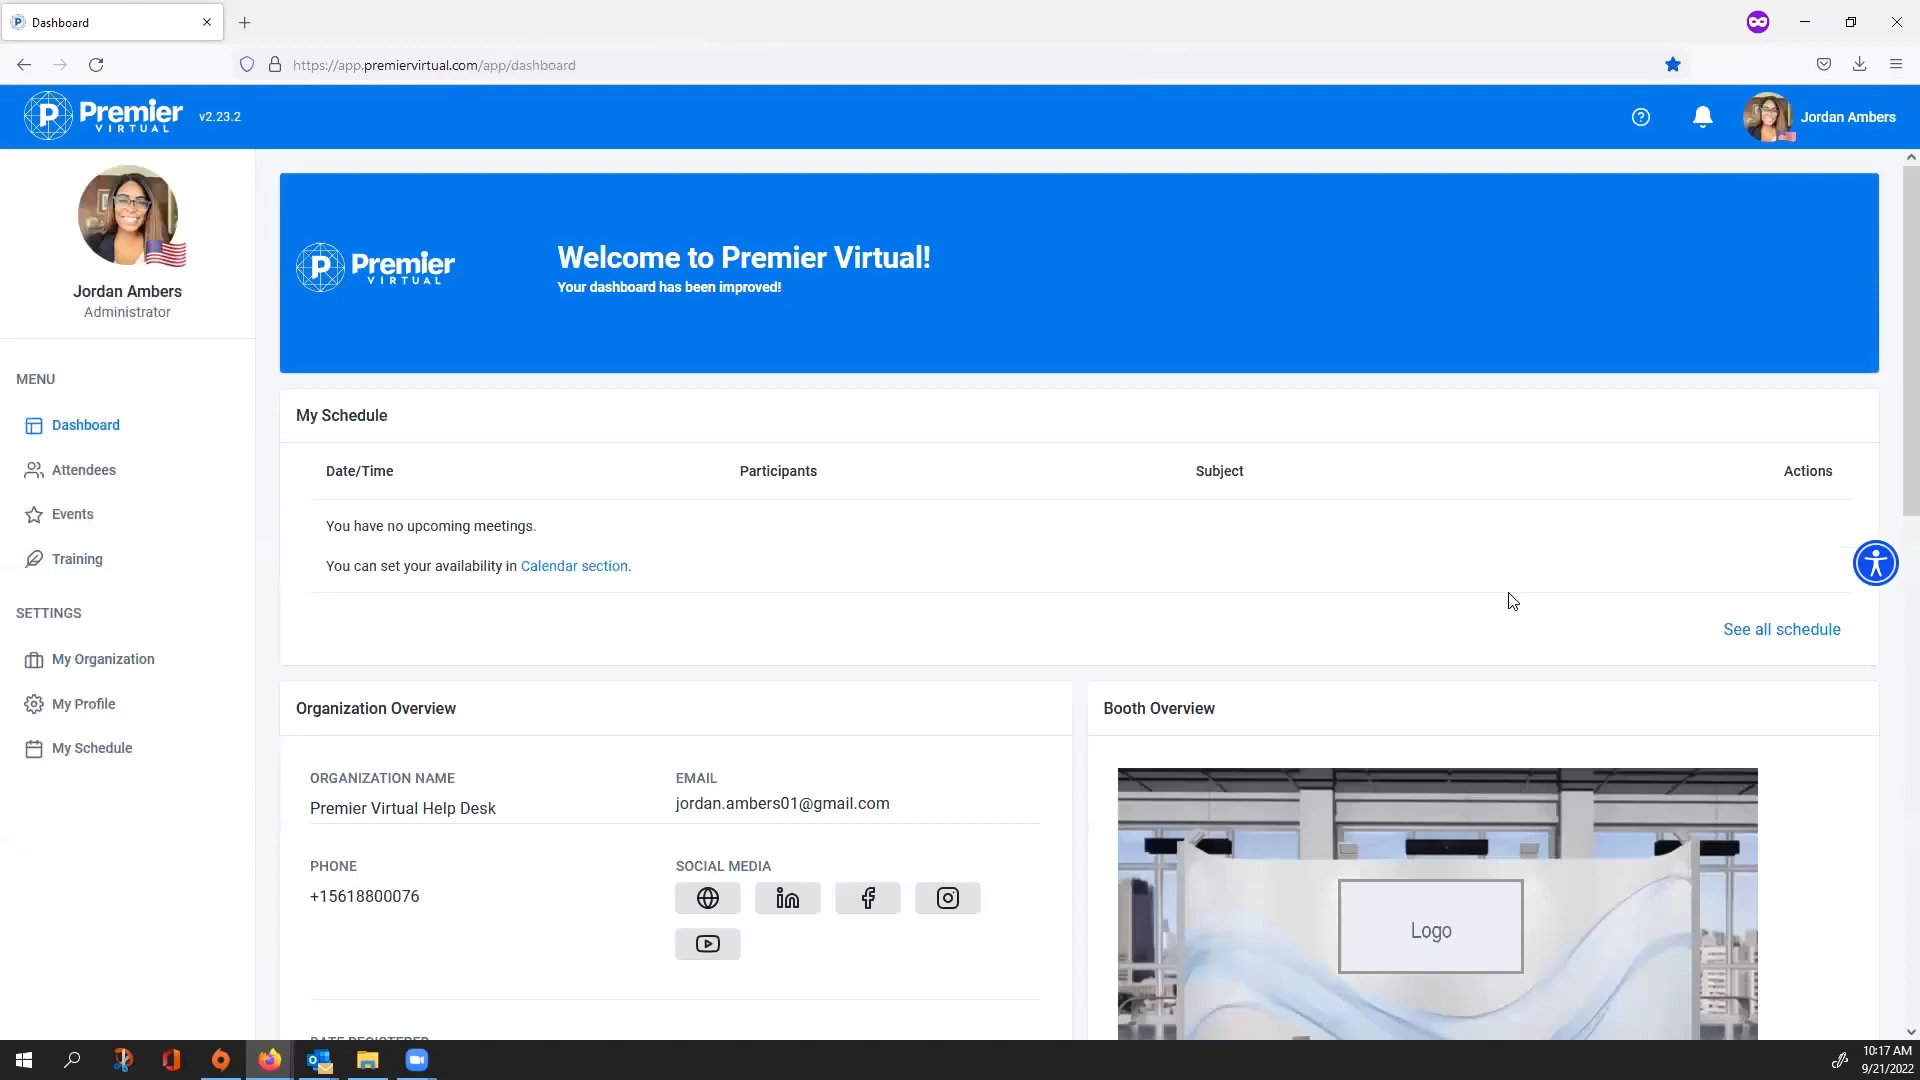 Dashboard
https://app.premiervirtual.com/app/dashboard
P Premier
VIRTUAL
v2.23.2
Jordan Ambers
Jordan Ambers
Administrator
MENU
Dashboard
Attendees
Events
Training
SETTINGS
My Organization
My Profile
My Schedule
P Premier
VIRTUAL
Welcome to Premier Virtual!
Your dashboard has been improved!
My Schedule
Date/Time Participants Subject Actions
You have no upcoming meetings.
You can set your availability in Calendar section.
See all schedule
Organization Overview
ORGANIZATION NAME
Premier Virtual Help Desk
EMAIL
jordan.ambers01@gmail.com
PHONE
+15618800076
SOCIAL MEDIA
in
DATE REGISTERED
Booth Overview
Logo
10:17 AM
9/21/2022